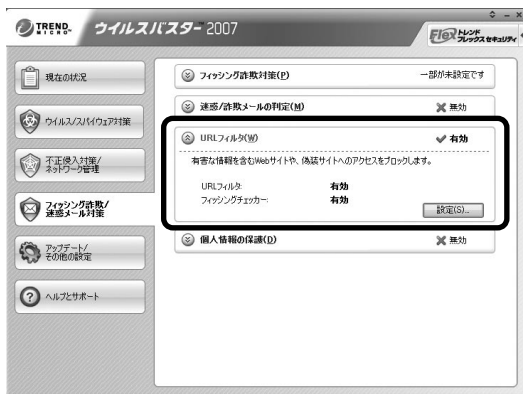 TREND MICRO ウイルスバスター 2007
Flex トレンド フレックス セキュリティ
現在の状況
ウイルス/スパイウェア対策
不正侵入対策/
ネットワーク管理
フィッシング詐欺/
迷惑メール対策
アップデート/
その他の設定
ヘルプとサポート
フィッシング詐欺対策(P) 一部が未設定です
迷惑/詐欺メールの判定(M) 無効
URLフィルタ(W) 有効
有害な情報を含むWebサイトや、偽装サイトへのアクセスをブロックします。
URLフィルタ: 有効
フィッシングチェッカー: 有効
設定(S)...
個人情報の保護(D) 無効